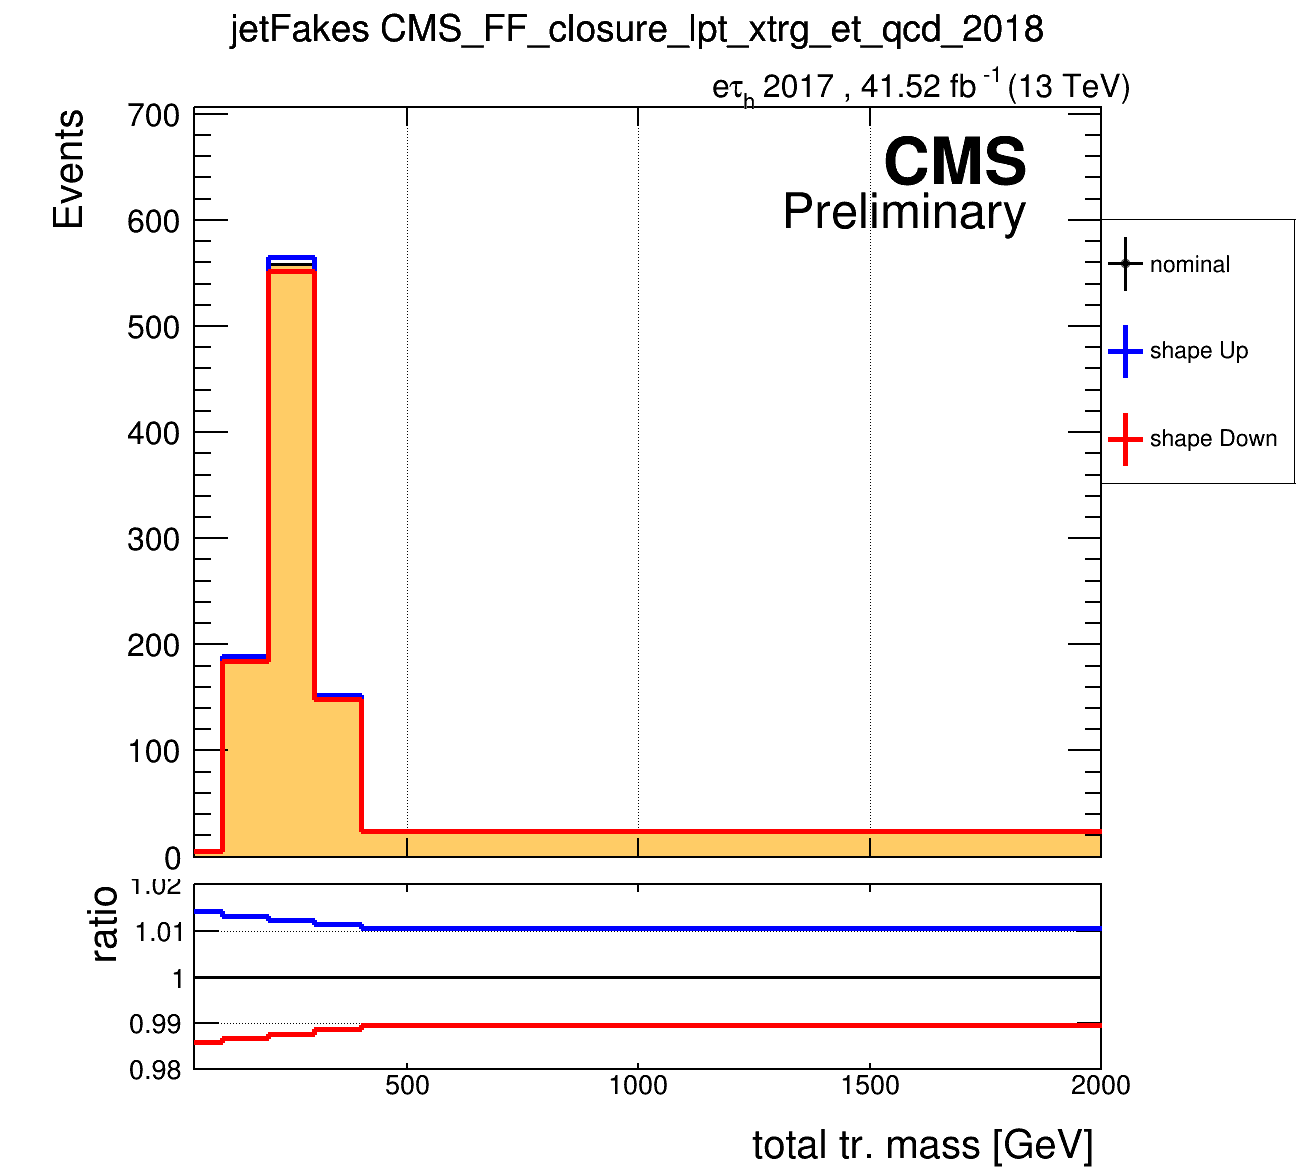 jetFakes CMS_FF_closure_lpt_xtrg_et_qcd_2018
eτh 2017 , 41.52 fb -1 (13 TeV)
Events
700
600
500
400
300
200
100
0
CMS
Preliminary
nominal
shape Up
shape Down
ratio
1.02
1.01
1
0.99
0.98
500 1000 1500 2000
total tr. mass [GeV]